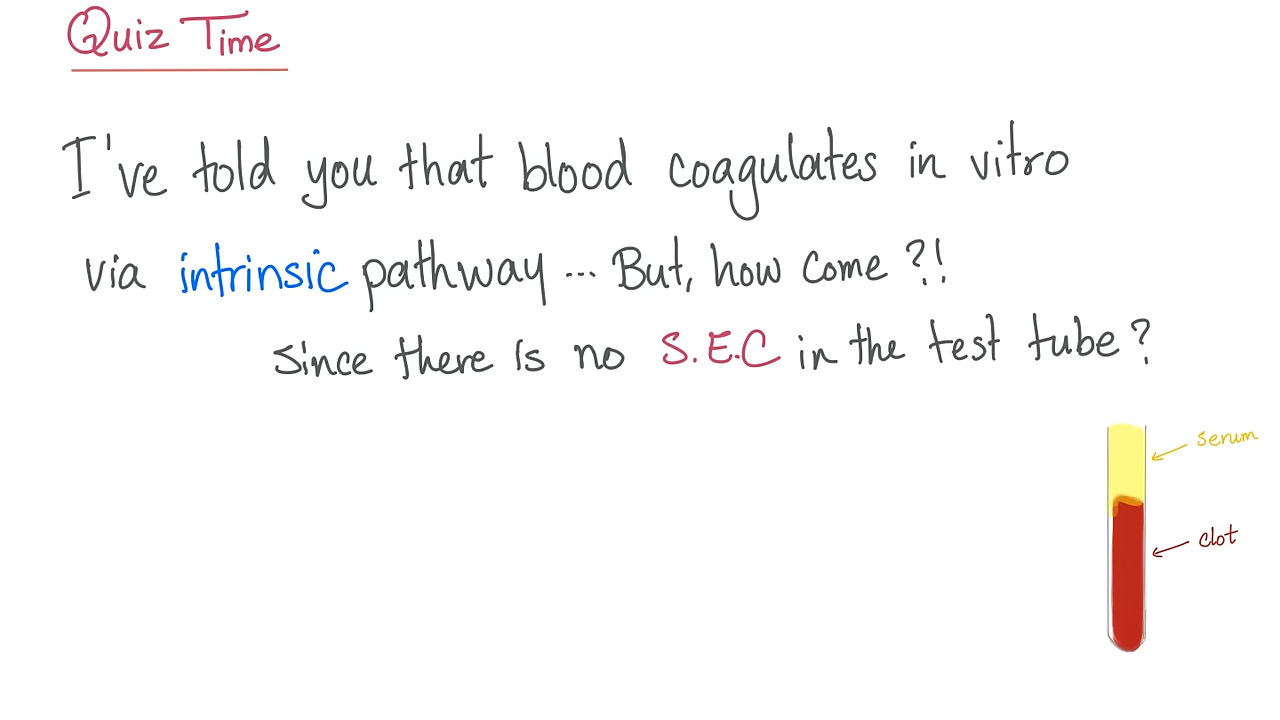 Quiz Time
I've told you that blood coagulates in vitro
via intrinsic pathway... But, how come?!
since there is no S.E.C in the test tube?
serum
clot